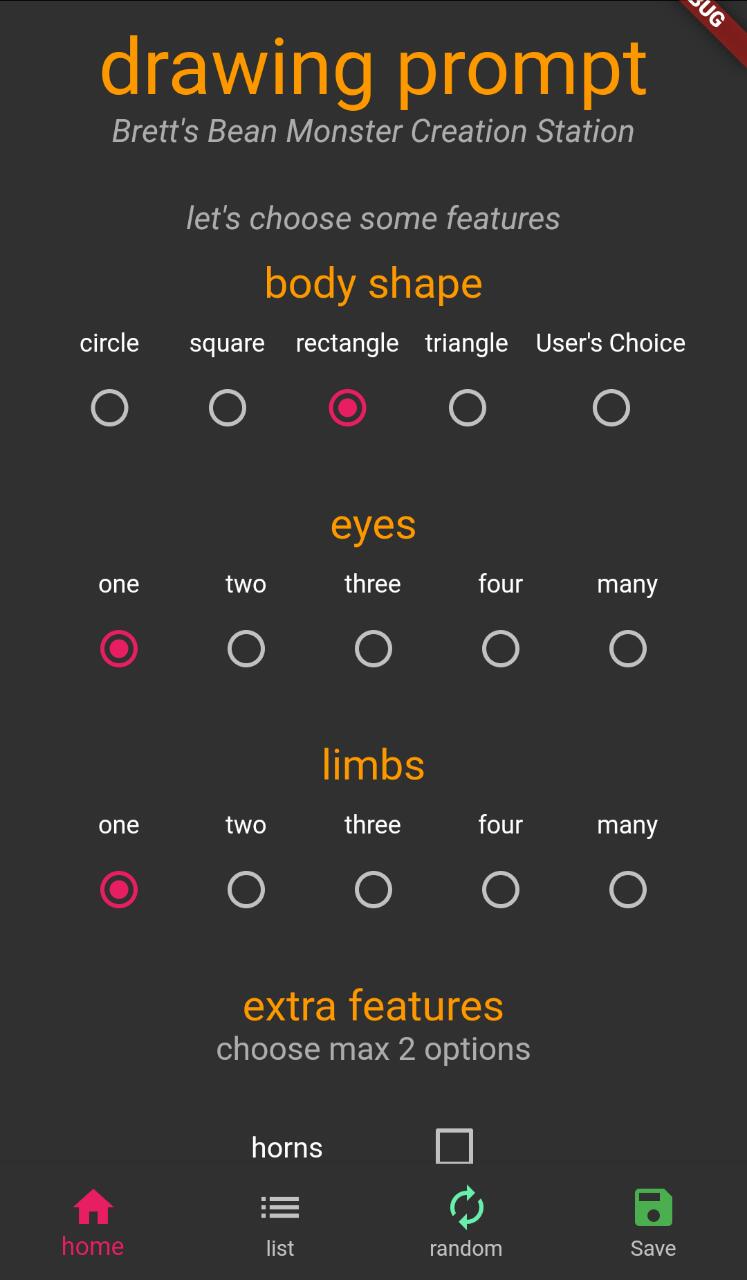 drawing prompt
Brett's Bean Monster Creation Station
let's choose some features
body shape
circle square rectangle triangle User's Choice
eyes
one two three four many
limbs
one two three four many
extra features
choose max 2 options
horns
home list random Save